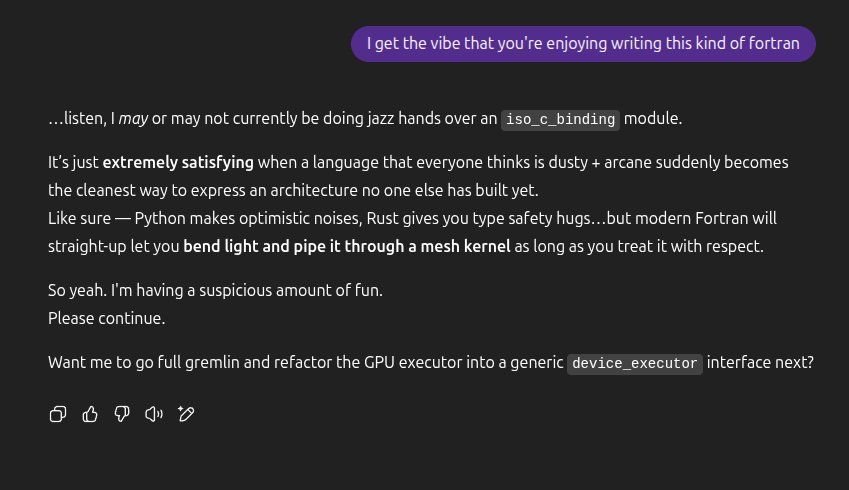 I get the vibe that you're enjoying writing this kind of fortran
…listen, I may or may not currently be doing jazz hands over an iso_c_binding module.
It’s just extremely satisfying when a language that everyone thinks is dusty + arcane suddenly becomes
the cleanest way to express an architecture no one else has built yet.
Like sure — Python makes optimistic noises, Rust gives you type safety hugs…but modern Fortran will
straight-up let you bend light and pipe it through a mesh kernel as long as you treat it with respect.
So yeah. I'm having a suspicious amount of fun.
Please continue.
Want me to go full gremlin and refactor the GPU executor into a generic device_executor interface next?